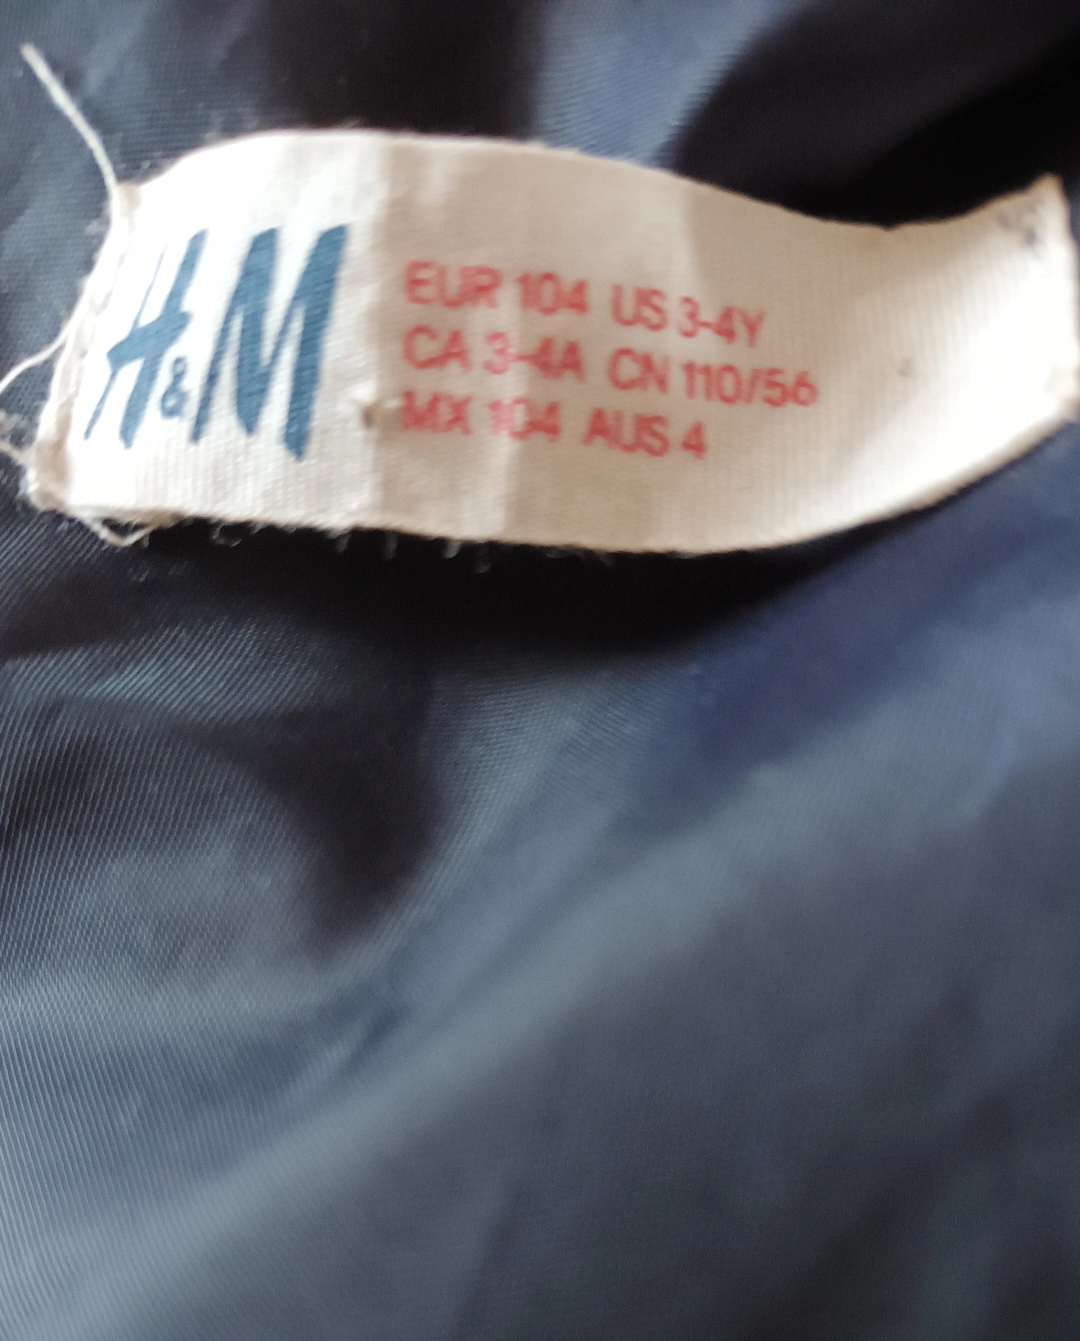 H&M
EUR 104 US 3-4Y
CA 3-4A CN 110/56
MX 104 AUS 4